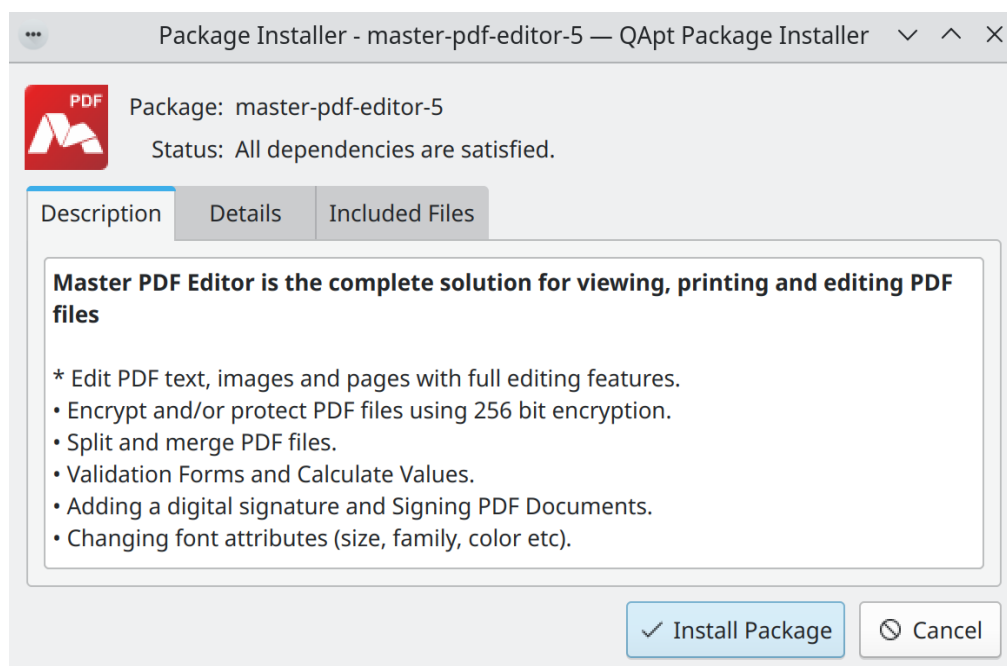 Package Installer - master-pdf-editor-5 — QApt Package Installer
PDF
Package: master-pdf-editor-5
Status: All dependencies are satisfied.
Description Details Included Files
Master PDF Editor is the complete solution for viewing, printing and editing PDF
files
* Edit PDF text, images and pages with full editing features.
• Encrypt and/or protect PDF files using 256 bit encryption.
• Split and merge PDF files.
• Validation Forms and Calculate Values.
• Adding a digital signature and Signing PDF Documents.
• Changing font attributes (size, family, color etc).
Install Package Cancel